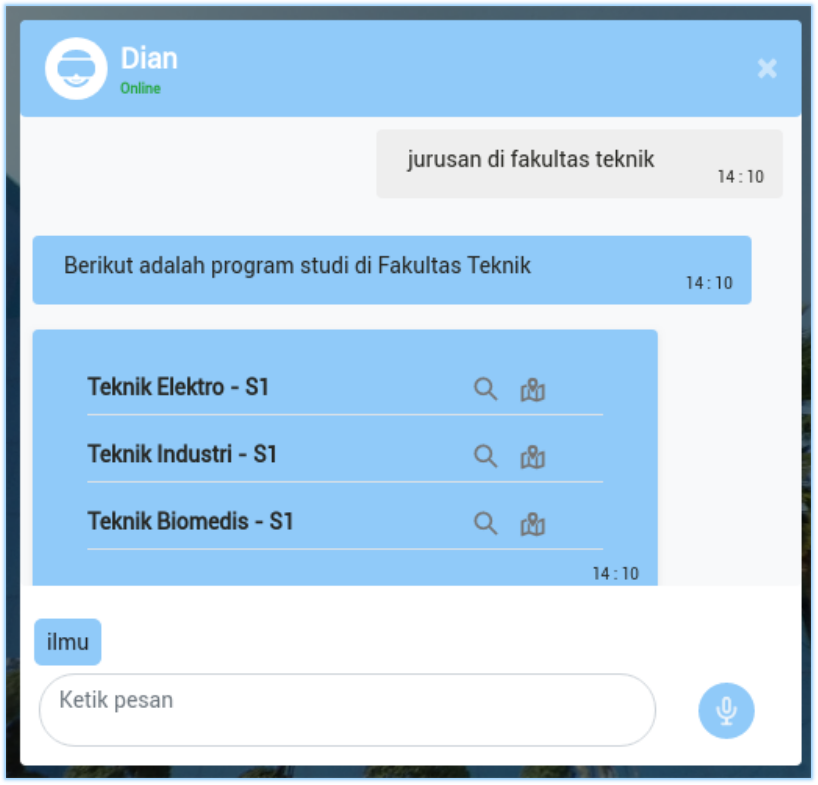 Dian
Online
jurusan di fakultas teknik
14 : 10
Berikut adalah program studi di Fakultas Teknik
14 : 10
Teknik Elektro - S1
Teknik Industri - S1
Teknik Biomedis - S1
14 : 10
ilmu
Ketik pesan